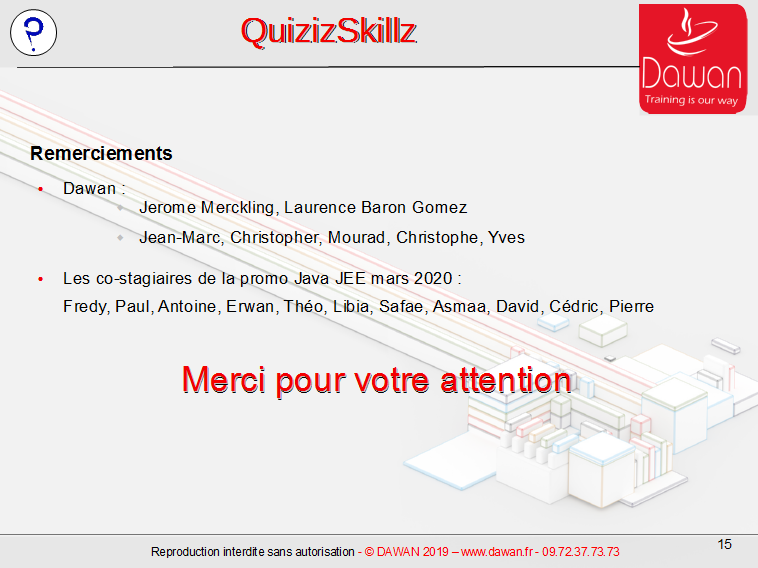 ?
QuizizSkillz
Dawan
Training is our way
Remerciements
• Dawan :
Jerome Merckling, Laurence Baron Gomez
Jean-Marc, Christopher, Mourad, Christophe, Yves
• Les co-stagiaires de la promo Java JEE mars 2020 :
Fredy, Paul, Antoine, Erwan, Théo, Libia, Safae, Asmaa, David, Cédric, Pierre
Merci pour votre attention
15
Reproduction interdite sans autorisation - © DAWAN 2019 – www.dawan.fr - 09.72.37.73.73